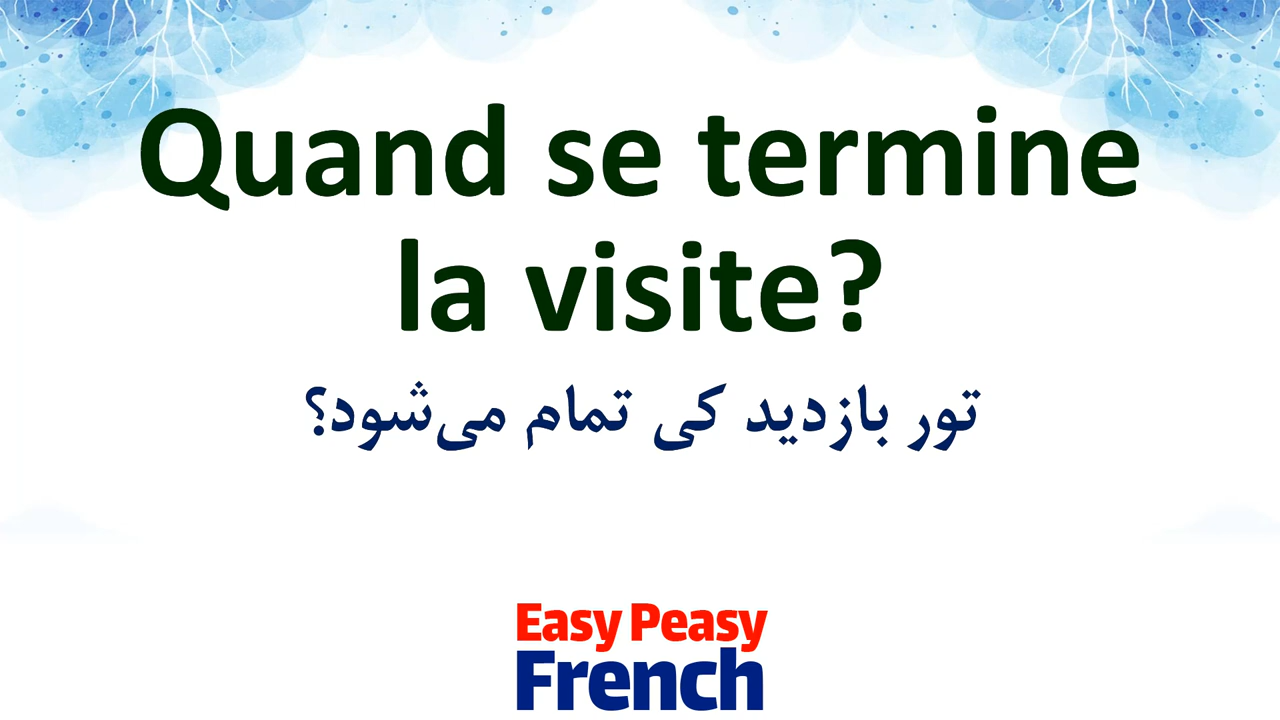 Quand se termine
la visite?
تور بازدید کی تمام می‌شود؟
Easy Peasy
French